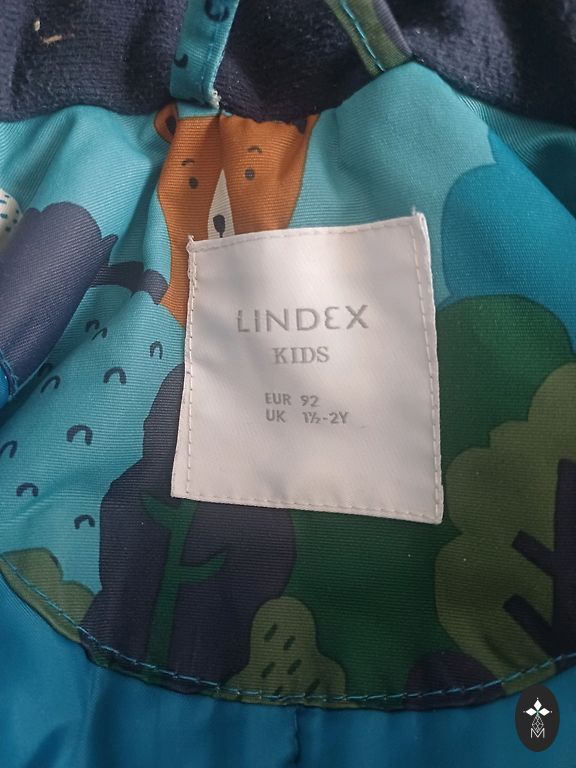 LINDEX
KIDS
EUR 92
UK 1½-2Y